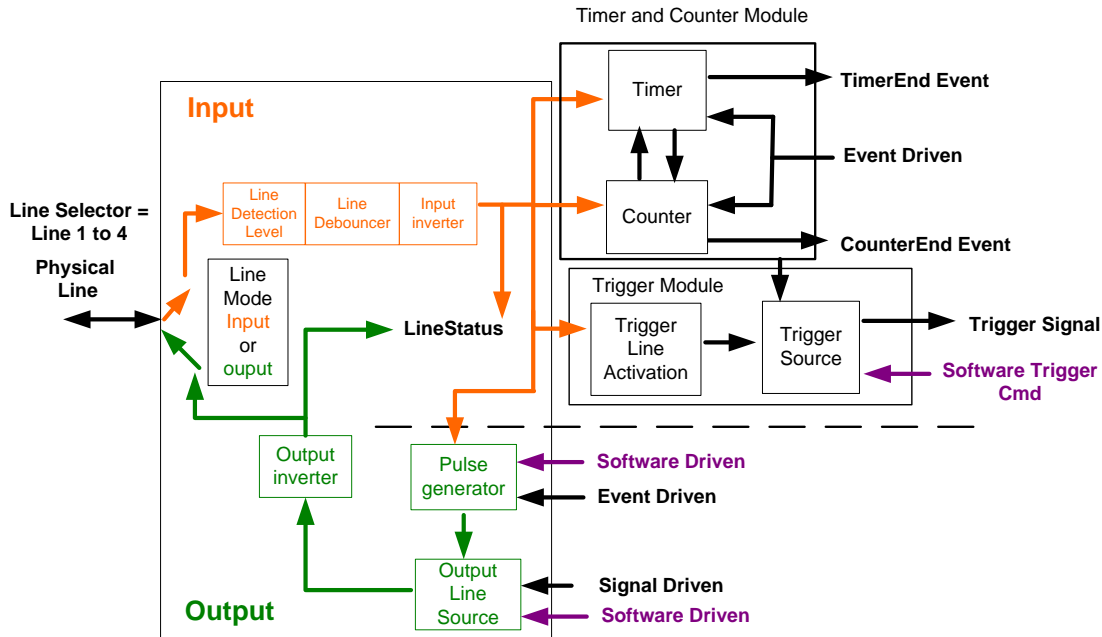 Timer and Counter Module
Input
Timer
TimerEnd Event
Event Driven
Line Selector =
Line 1 to 4
Physical
Line
Line
Detection
Level
Line
Debouncer
Input
inverter
Counter
CounterEnd Event
Line
Mode
Input
or
ouput
LineStatus
Trigger Module
Trigger
Line
Activation
Trigger
Source
Trigger Signal
Software Trigger
Cmd
Output
inverter
Pulse
generator
Software Driven
Event Driven
Output
Line
Source
Signal Driven
Software Driven
Output